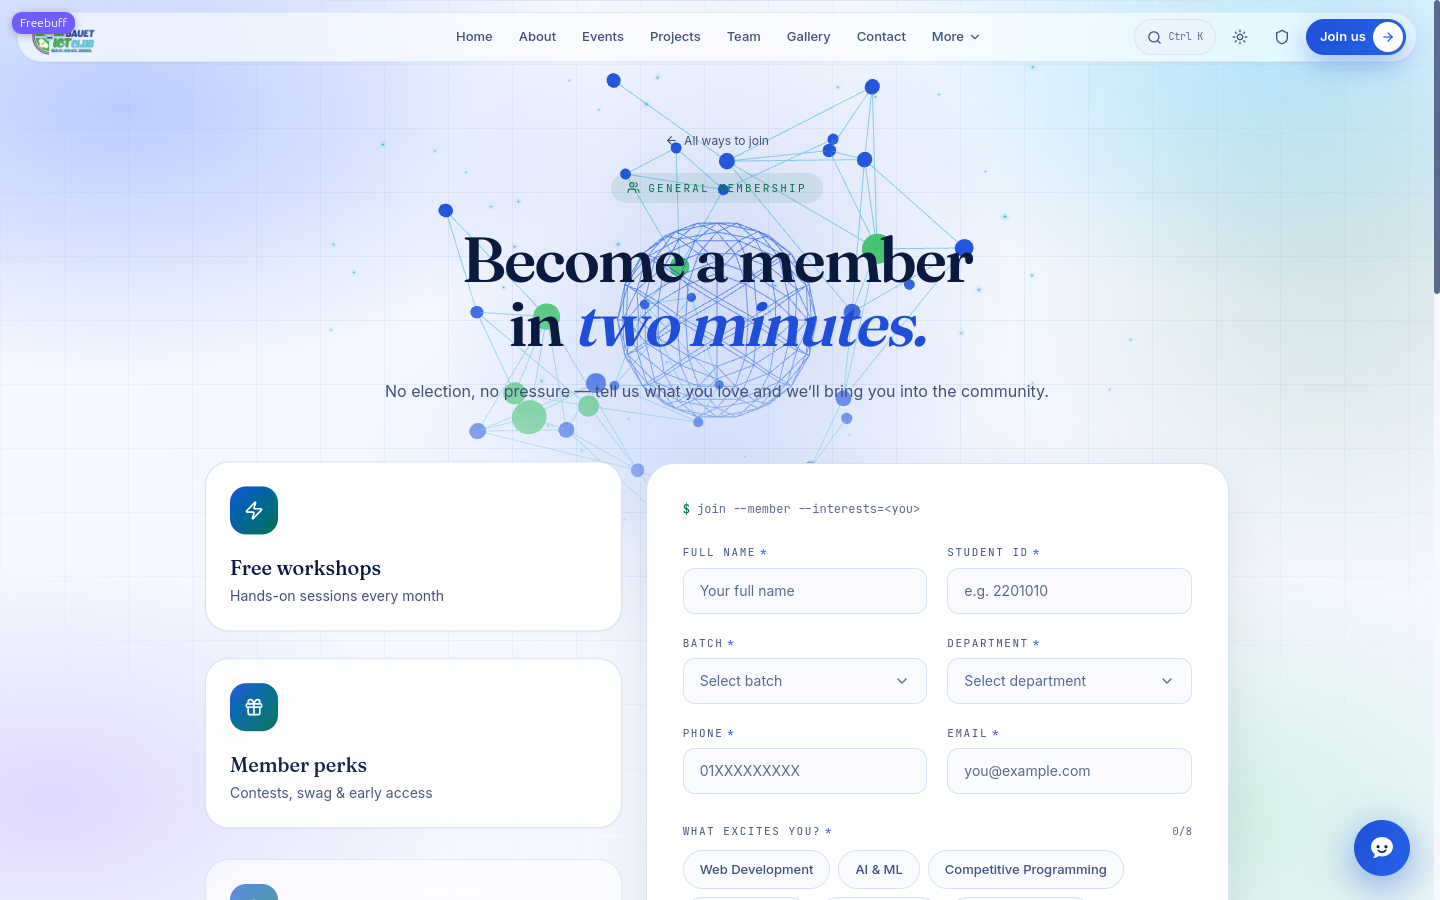 Freebuff
BAUET
ICT CLUB
Home About Events Projects Team Gallery Contact More
Ctrl K
Join us
All ways to join
GENERAL MEMBERSHIP
Become a member
in two minutes.
No election, no pressure — tell us what you love and we’ll bring you into the community.
Free workshops
Hands-on sessions every month
Member perks
Contests, swag & early access
$ join --member --interests=<you>
FULL NAME *
Your full name
STUDENT ID *
e.g. 2201010
BATCH *
Select batch
DEPARTMENT *
Select department
PHONE *
01XXXXXXXXX
EMAIL *
you@example.com
WHAT EXCITES YOU? *
0/8
Web Development
AI & ML
Competitive Programming